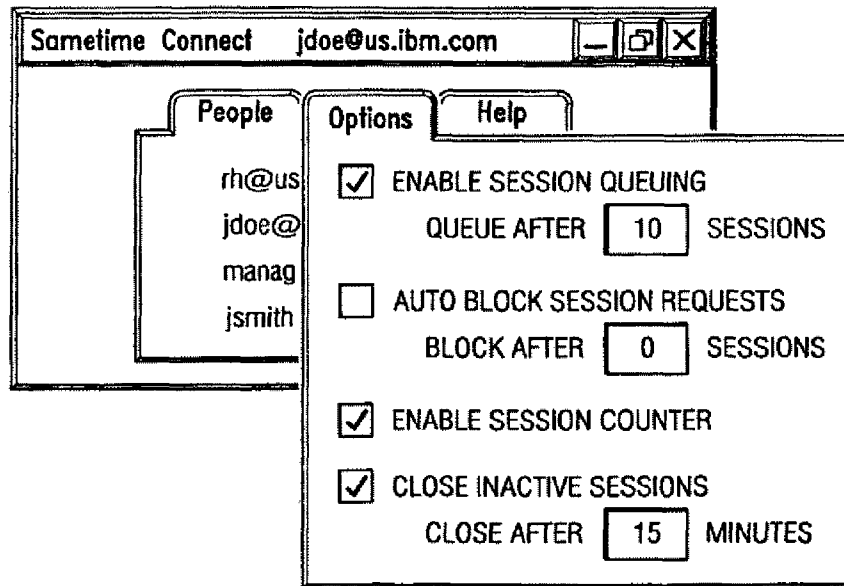 Sametime Connect jdoe@us.ibm.com
People Options Help
rh@us
jdoe@
manag
jsmith
ENABLE SESSION QUEUING
QUEUE AFTER 10 SESSIONS
AUTO BLOCK SESSION REQUESTS
BLOCK AFTER 0 SESSIONS
ENABLE SESSION COUNTER
CLOSE INACTIVE SESSIONS
CLOSE AFTER 15 MINUTES